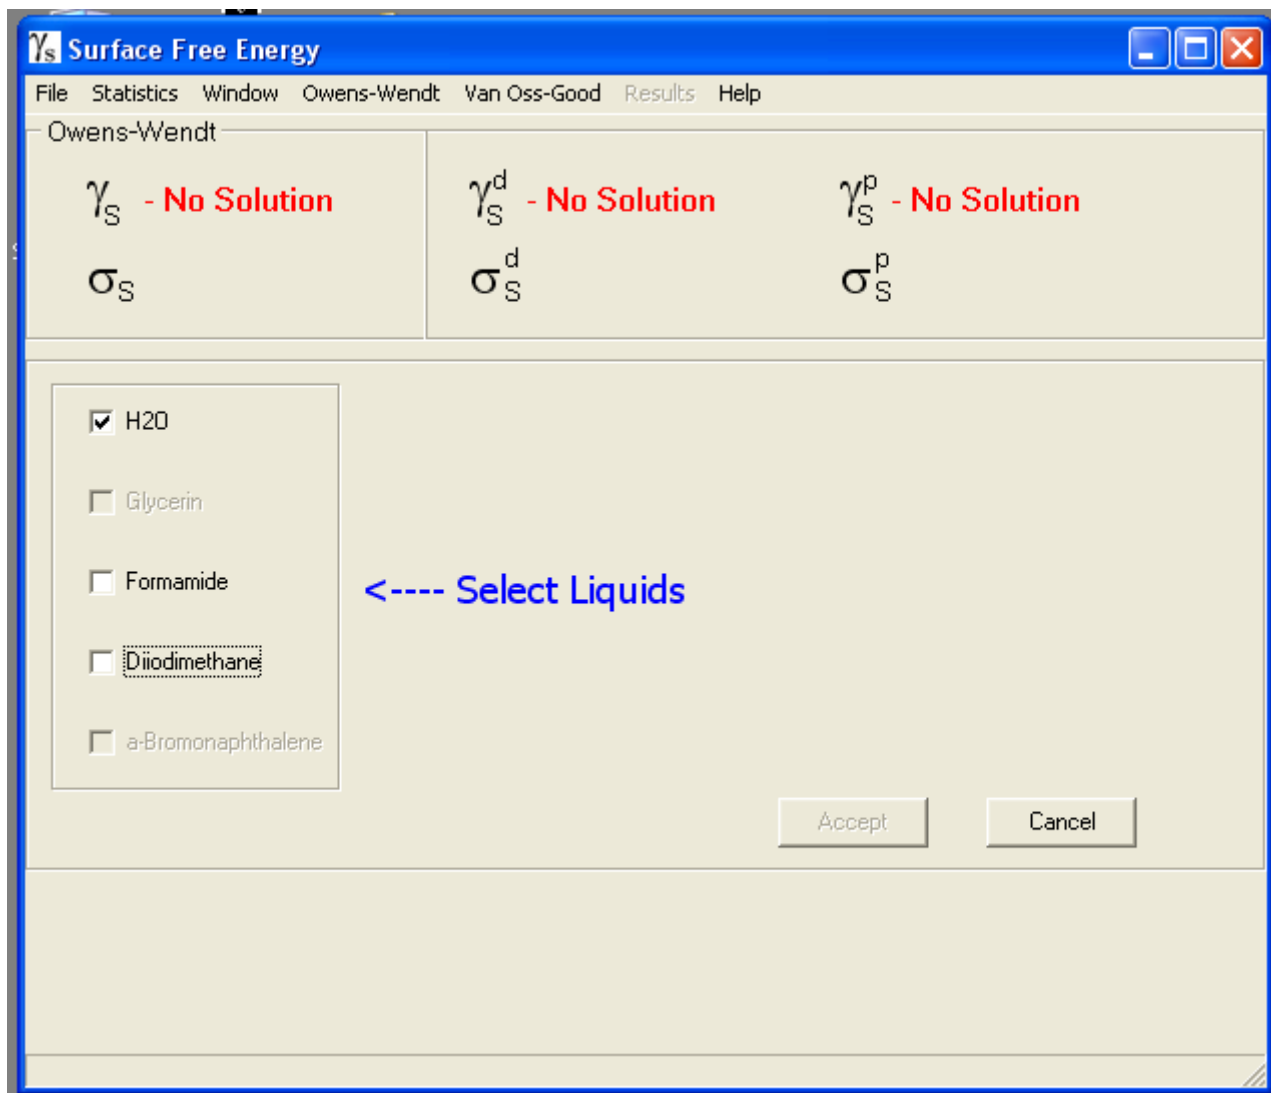 γs Surface Free Energy
File Statistics Window Owens-Wendt Van Oss-Good Results Help
Owens-Wendt
γS - No Solution γSd - No Solution γSp - No Solution
σS σSd σSp
H2O
Glycerin
Formamide
<---- Select Liquids
Diiodimethane
a-Bromonaphthalene
Accept Cancel